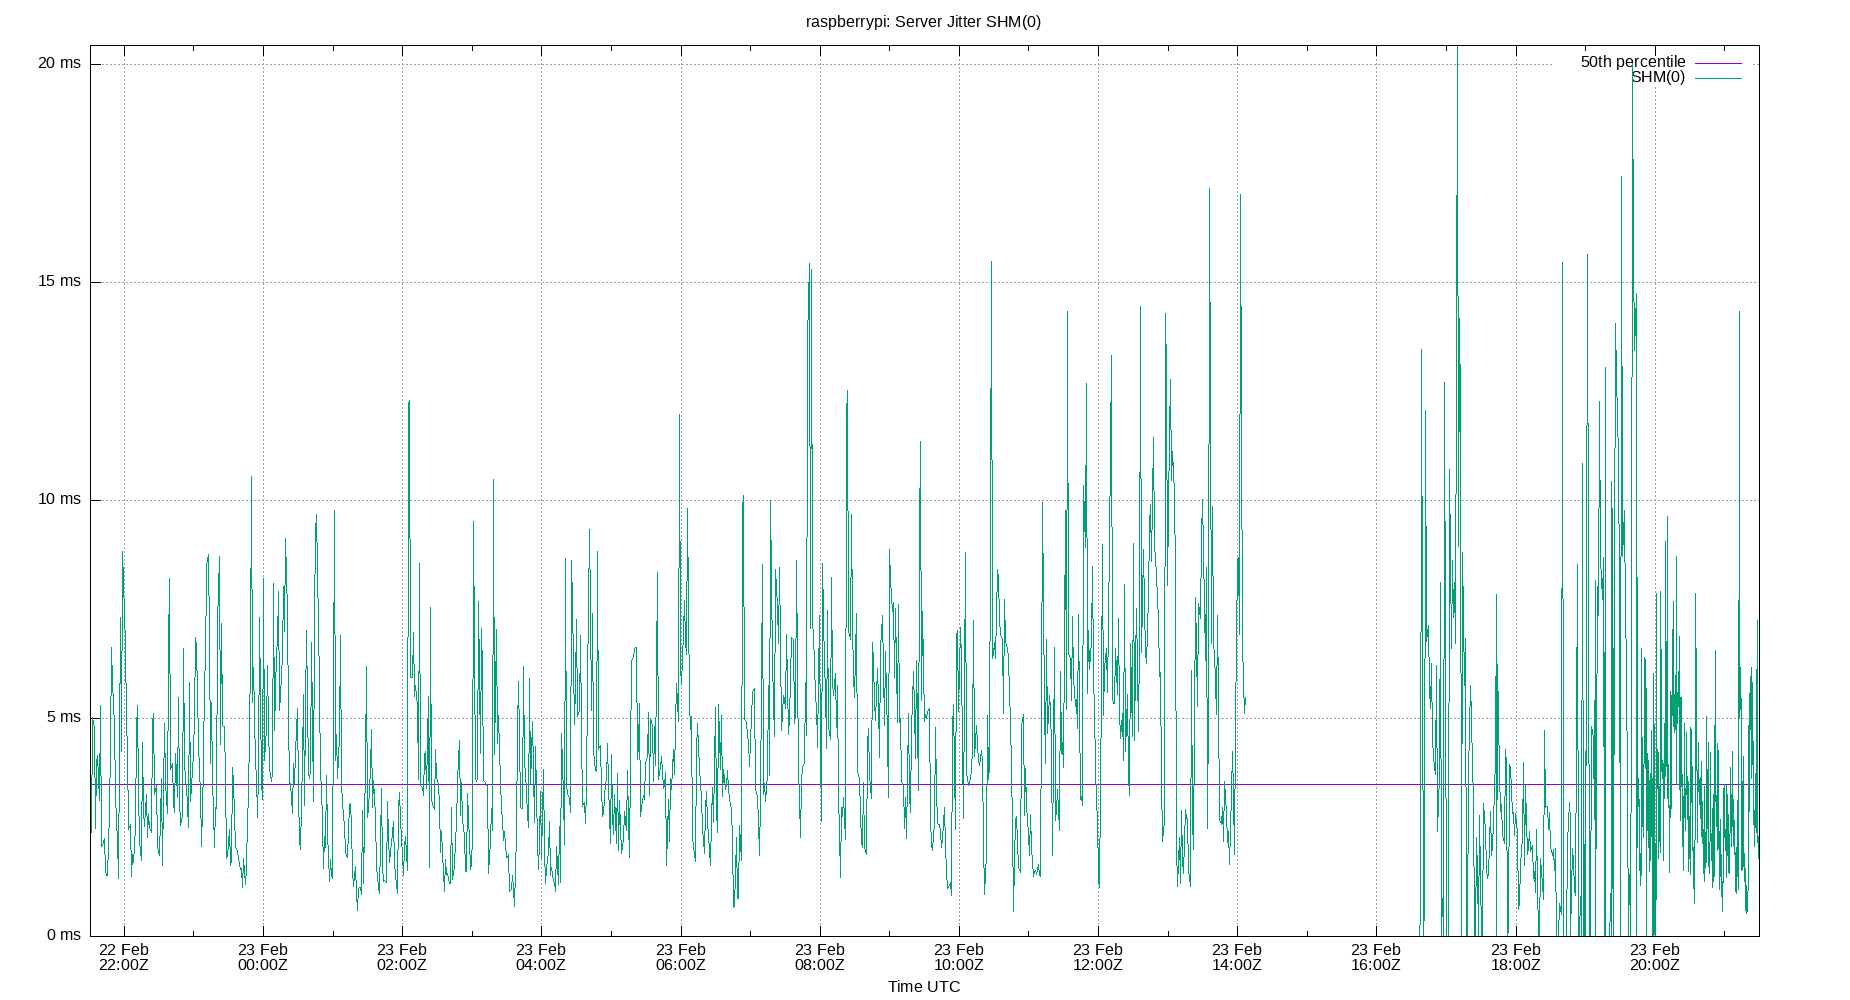 raspberrypi: Server Jitter SHM(0)
20 ms
15 ms
10 ms
5 ms
0 ms
50th percentile
SHM(0)
22 Feb 23 Feb 23 Feb 23 Feb 23 Feb 23 Feb 23 Feb 23 Feb 23 Feb 23 Feb 23 Feb 23 Feb
22:00Z 00:00Z 02:00Z 04:00Z 06:00Z 08:00Z 10:00Z 12:00Z 14:00Z 16:00Z 18:00Z 20:00Z
Time UTC